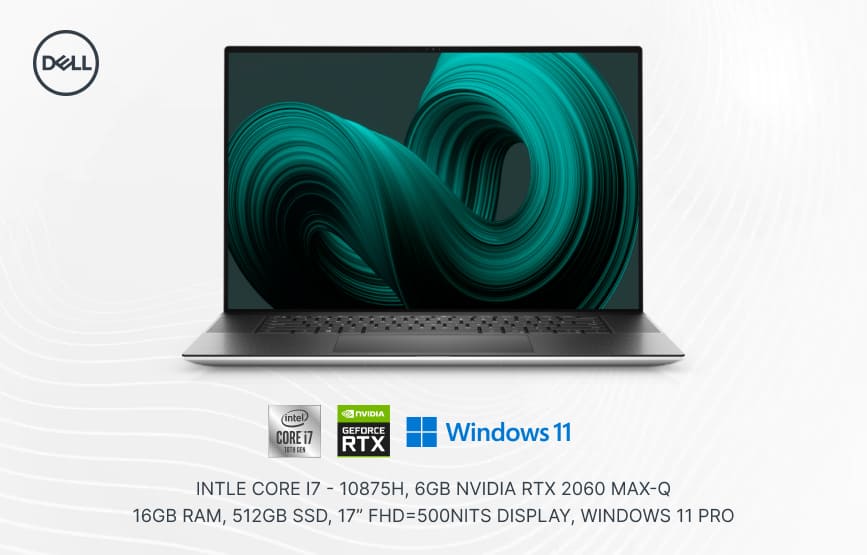 DELL
intel
CORE i7
10TH GEN
NVIDIA
GEFORCE
RTX
Windows 11
INTLE CORE I7 - 10875H, 6GB NVIDIA RTX 2060 MAX-Q
16GB RAM, 512GB SSD, 17” FHD=500NITS DISPLAY, WINDOWS 11 PRO